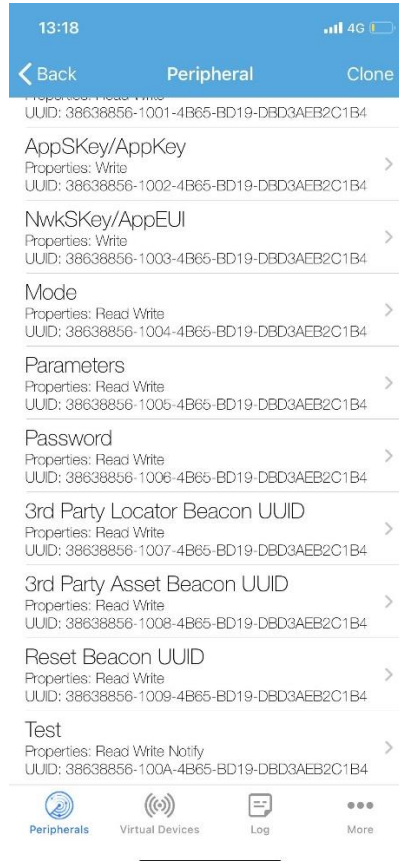 13:18
4G
Back
Peripheral
Clone
Properties: Read Write
UUID: 38638856-1001-4B65-BD19-DBD3AEB2C1B4
AppSKey/AppKey
Properties: Write
UUID: 38638856-1002-4B65-BD19-DBD3AEB2C1B4
NwkSKey/AppEUI
Properties: Write
UUID: 38638856-1003-4B65-BD19-DBD3AEB2C1B4
Mode
Properties: Read Write
UUID: 38638856-1004-4B65-BD19-DBD3AEB2C1B4
Parameters
Properties: Read Write
UUID: 38638856-1005-4B65-BD19-DBD3AEB2C1B4
Password
Properties: Read Write
UUID: 38638856-1006-4B65-BD19-DBD3AEB2C1B4
3rd Party Locator Beacon UUID
Properties: Read Write
UUID: 38638856-1007-4B65-BD19-DBD3AEB2C1B4
3rd Party Asset Beacon UUID
Properties: Read Write
UUID: 38638856-1008-4B65-BD19-DBD3AEB2C1B4
Reset Beacon UUID
Properties: Read Write
UUID: 38638856-1009-4B65-BD19-DBD3AEB2C1B4
Test
Properties: Read Write Notify
UUID: 38638856-100A-4B65-BD19-DBD3AEB2C1B4
Peripherals
Virtual Devices
Log
More